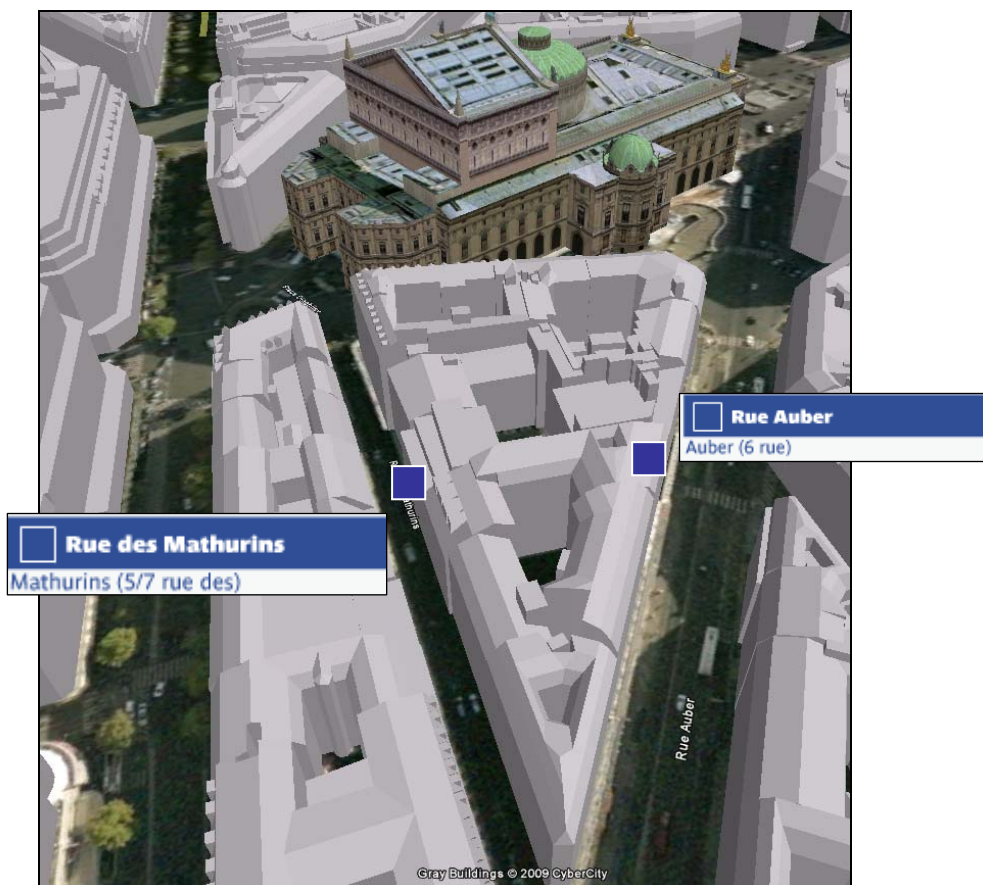 Rue Auber
Auber (6 rue)
Rue des Mathurins
Mathurins (5/7 rue des)
Rue Auber
Gray Buildings © 2009 CyberCity